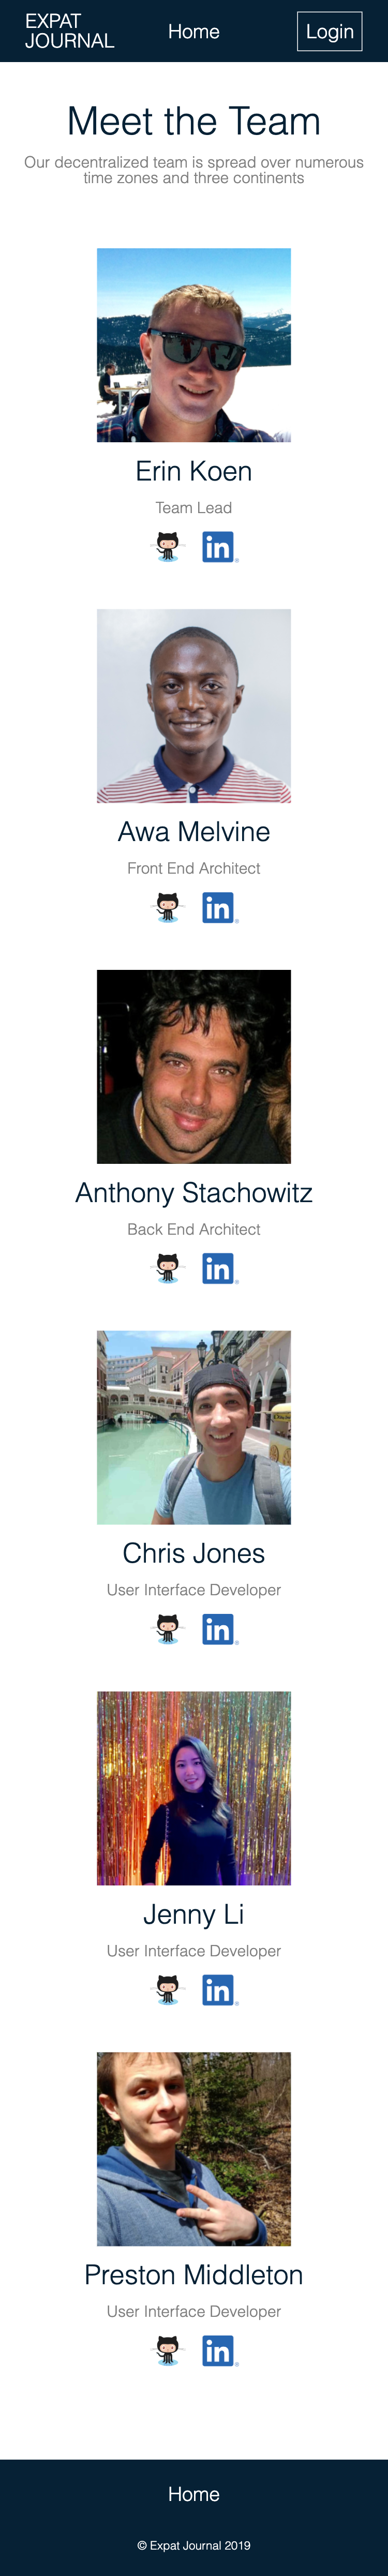 EXPAT
JOURNAL
Home
Login
Meet the Team
Our decentralized team is spread over numerous
time zones and three continents
Erin Koen
Team Lead
in
Awa Melvine
Front End Architect
in
Anthony Stachowitz
Back End Architect
in
Chris Jones
User Interface Developer
in
Jenny Li
User Interface Developer
in
Preston Middleton
User Interface Developer
in
Home
© Expat Journal 2019